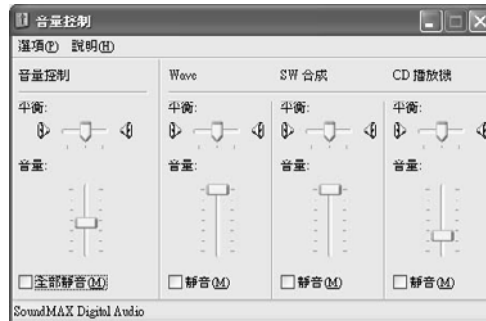 音量控制
選項(P) 說明(H)
音量控制 Wave SW 合成 CD 播放機
平衡: 平衡: 平衡: 平衡:
音量: 音量: 音量: 音量:
全部靜音(M) 靜音(M) 靜音(M) 靜音(M)
SoundMAX Digital Audio